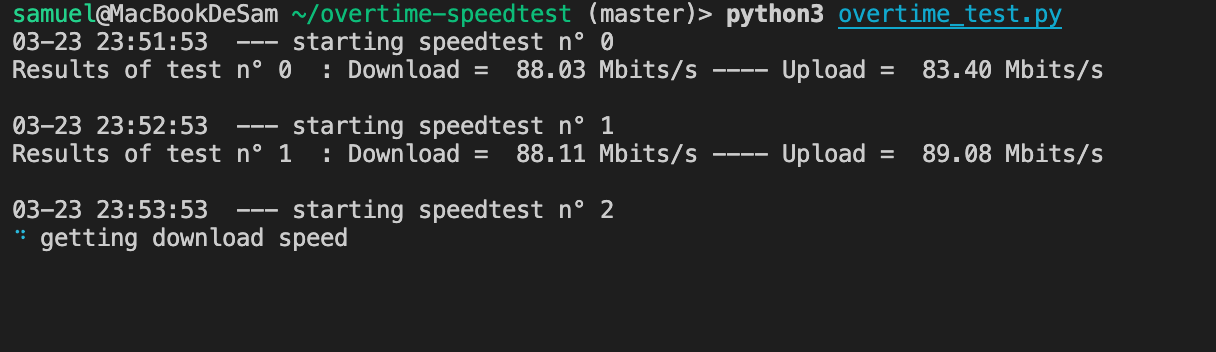 samuel@MacBookDeSam ~/overtime-speedtest (master)> python3 overtime_test.py
03-23 23:51:53  --- starting speedtest n° 0
Results of test n° 0  : Download =  88.03 Mbits/s ---- Upload =  83.40 Mbits/s

03-23 23:52:53  --- starting speedtest n° 1
Results of test n° 1  : Download =  88.11 Mbits/s ---- Upload =  89.08 Mbits/s

03-23 23:53:53  --- starting speedtest n° 2
⠙ getting download speed